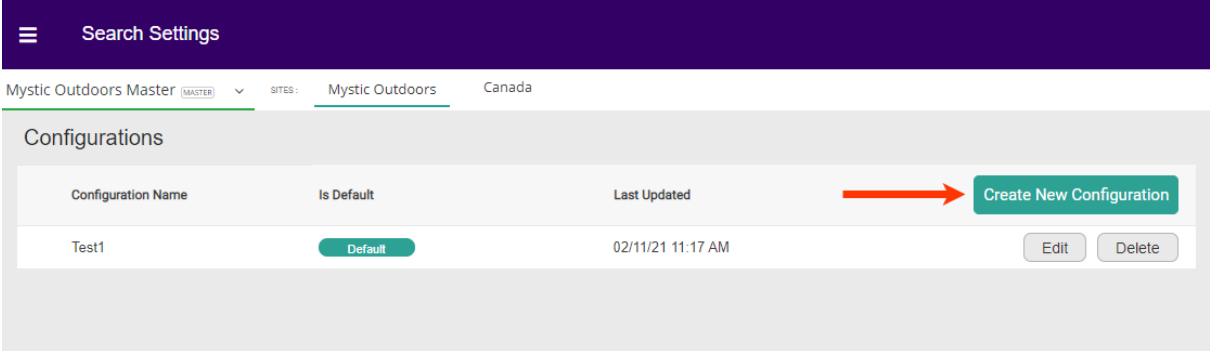 Search Settings
Mystic Outdoors Master MASTER SITES: Mystic Outdoors Canada
Configurations
Configuration Name Is Default Last Updated Create New Configuration
Test1 Default 02/11/21 11:17 AM Edit Delete